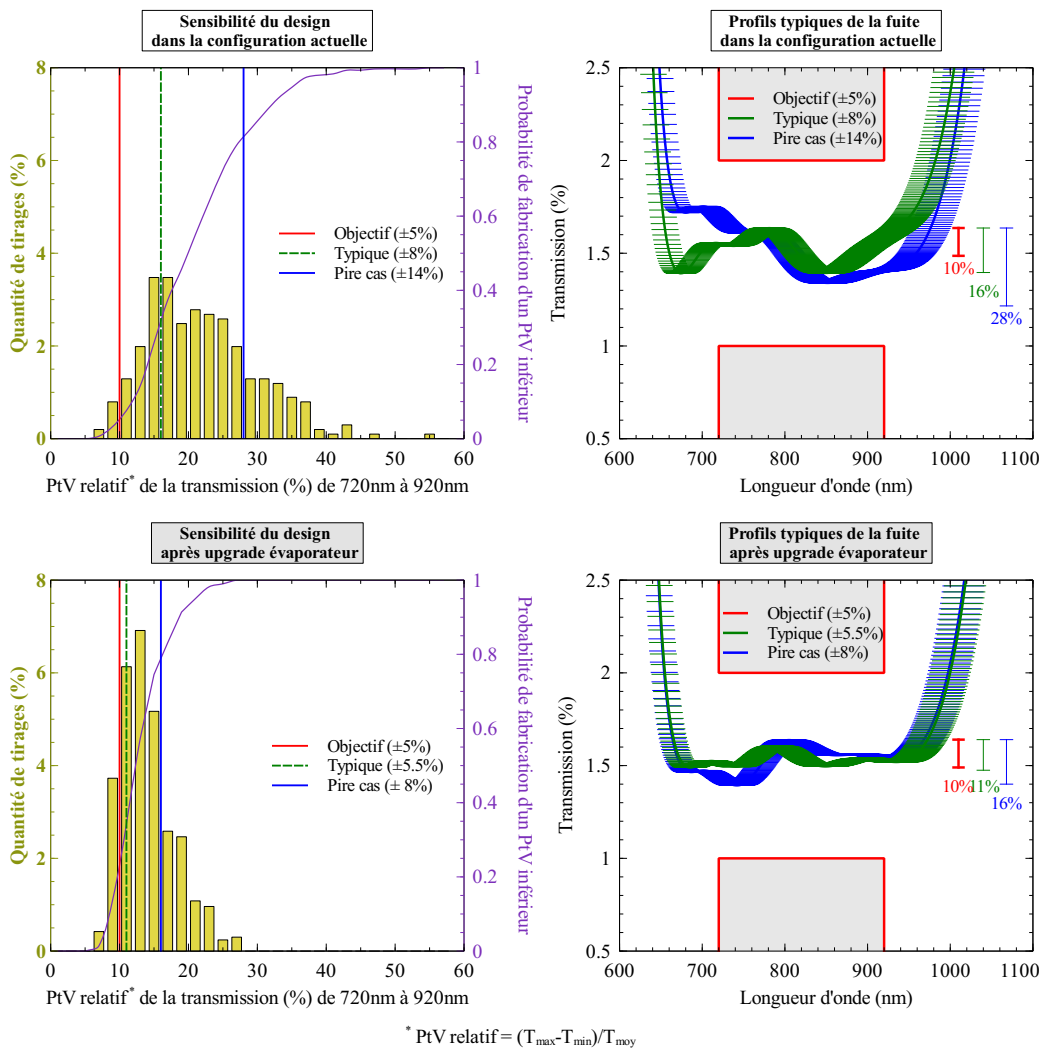 Sensibilité du design
dans la configuration actuelle
Profils typiques de la fuite
dans la configuration actuelle
8
6
4
2
0
Quantité de tirages (%)
1
0.8
0.6
0.4
0.2
0
Probabilité de fabrication d'un PtV inférieur
Objectif (±5%)
Typique (±8%)
Pire cas (±14%)
0 10 20 30 40 50 60
PtV relatif* de la transmission (%) de 720nm à 920nm
2.5
2
1.5
1
0.5
Transmission (%)
Objectif (±5%)
Typique (±8%)
Pire cas (±14%)
10%
16%
28%
600 700 800 900 1000 1100
Longueur d'onde (nm)
Sensibilité du design
après upgrade évaporateur
Profils typiques de la fuite
après upgrade évaporateur
8
6
4
2
0
Quantité de tirages (%)
1
0.8
0.6
0.4
0.2
0
Probabilité de fabrication d'un PtV inférieur
Objectif (±5%)
Typique (±5.5%)
Pire cas (± 8%)
0 10 20 30 40 50 60
PtV relatif* de la transmission (%) de 720nm à 920nm
2.5
2
1.5
1
0.5
Transmission (%)
Objectif (±5%)
Typique (±5.5%)
Pire cas (±8%)
10%
11%
16%
600 700 800 900 1000 1100
Longueur d'onde (nm)
* PtV relatif = (Tmax-Tmin)/Tmoy